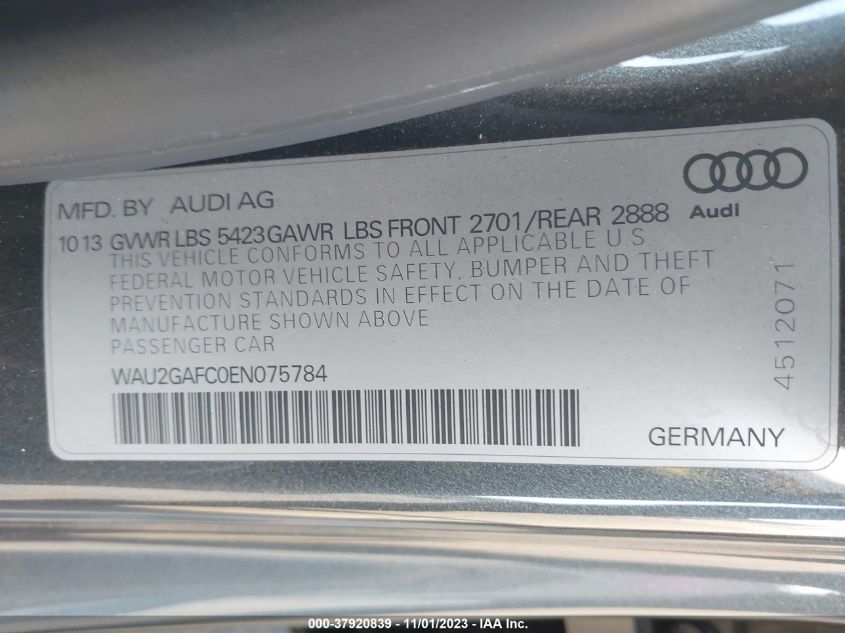 MFD. BY AUDI AG
Audi
10 13 GVWR LBS 5423 GAWR LBS FRONT 2701/REAR 2888
THIS VEHICLE CONFORMS TO ALL APPLICABLE U.S.
FEDERAL MOTOR VEHICLE SAFETY, BUMPER AND THEFT
PREVENTION STANDARDS IN EFFECT ON THE DATE OF
MANUFACTURE SHOWN ABOVE
PASSENGER CAR
WAU2GAFC0EN075784
GERMANY
4512071
000-37920839 - 11/01/2023 - IAA Inc.